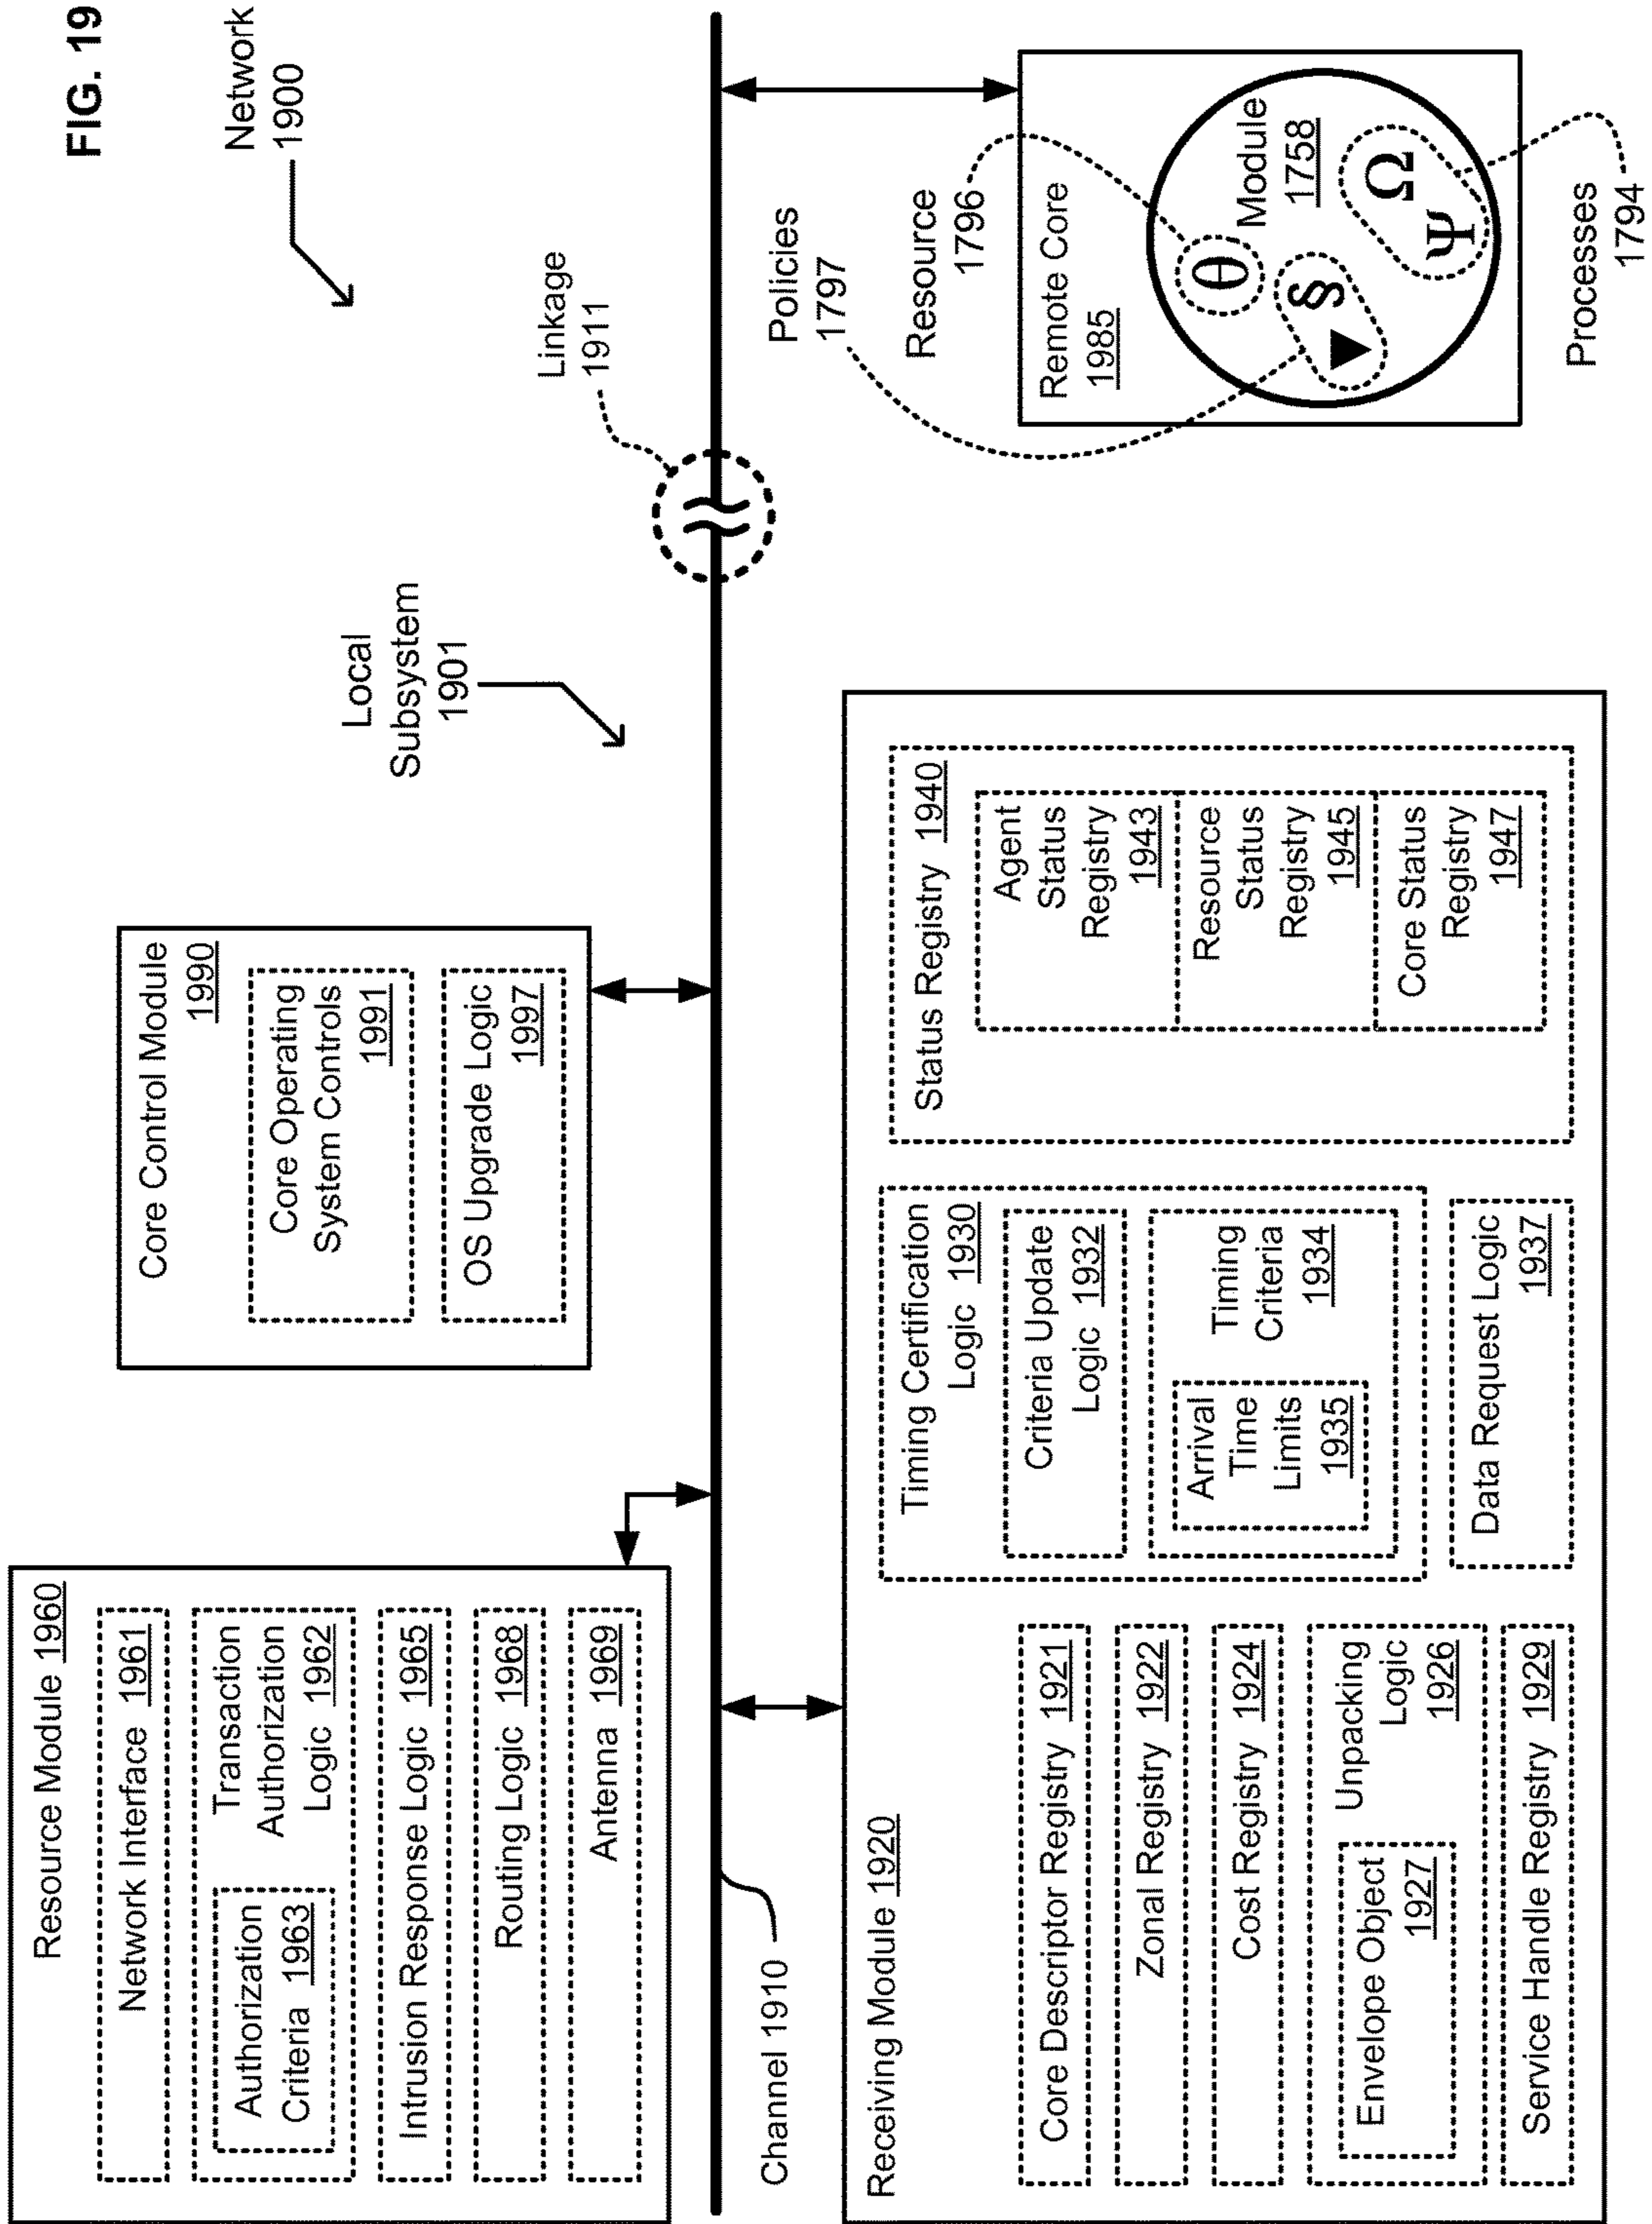 FIG. 19
Network
1900
Resource Module 1960
Network Interface 1961
Transaction
Authorization
Logic 1962
Authorization
Criteria 1963
Intrusion Response Logic 1965
Routing Logic 1968
Antenna 1969
Core Control Module
1990
Core Operating
System Controls
1991
OS Upgrade Logic
1997
Local
Subsystem
1901
Linkage
1911
Channel 1910
Receiving Module 1920
Core Descriptor Registry 1921
Zonal Registry 1922
Cost Registry 1924
Unpacking
Logic
1926
Envelope Object
1927
Service Handle Registry 1929
Timing Certification
Logic 1930
Criteria Update
Logic 1932
Timing
Criteria
1934
Arrival
Time
Limits
1935
Data Request Logic
1937
Status Registry 1940
Agent
Status
Registry
1943
Resource
Status
Registry
1945
Core Status
Registry
1947
Policies
1797
Resource
1796
Remote Core
1985
Module
1758
θ
§
Ψ Ω
Processes
1794